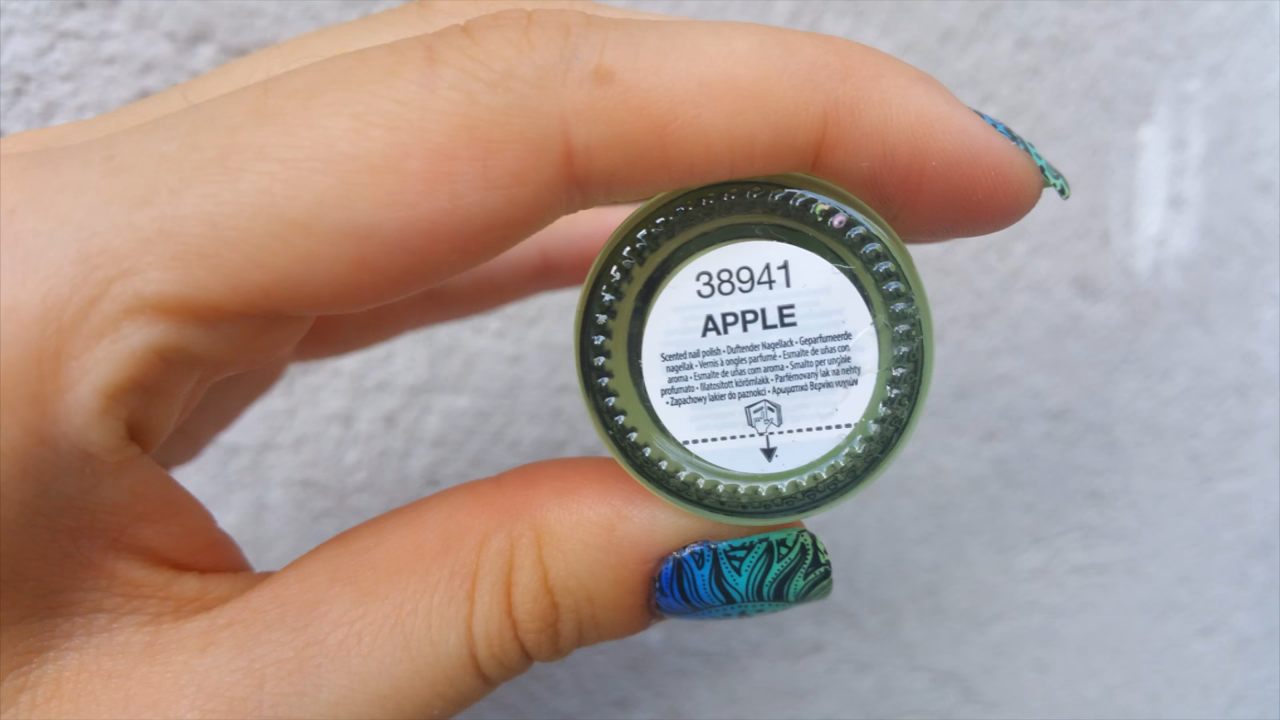 38941
APPLE
Scented nail polish • Duftender Nagellack • Geparfumeerde
nagellak • Vernis à ongles parfumé • Esmalte de uñas con
aroma • Esmalte de uñas com aroma • Smalto per unghie
profumato • Illatosított körömlakk • Parfémovaný lak na nehty
• Zapachowy lakier do paznokci • Αρωματικό Βερνίκι νυχιών